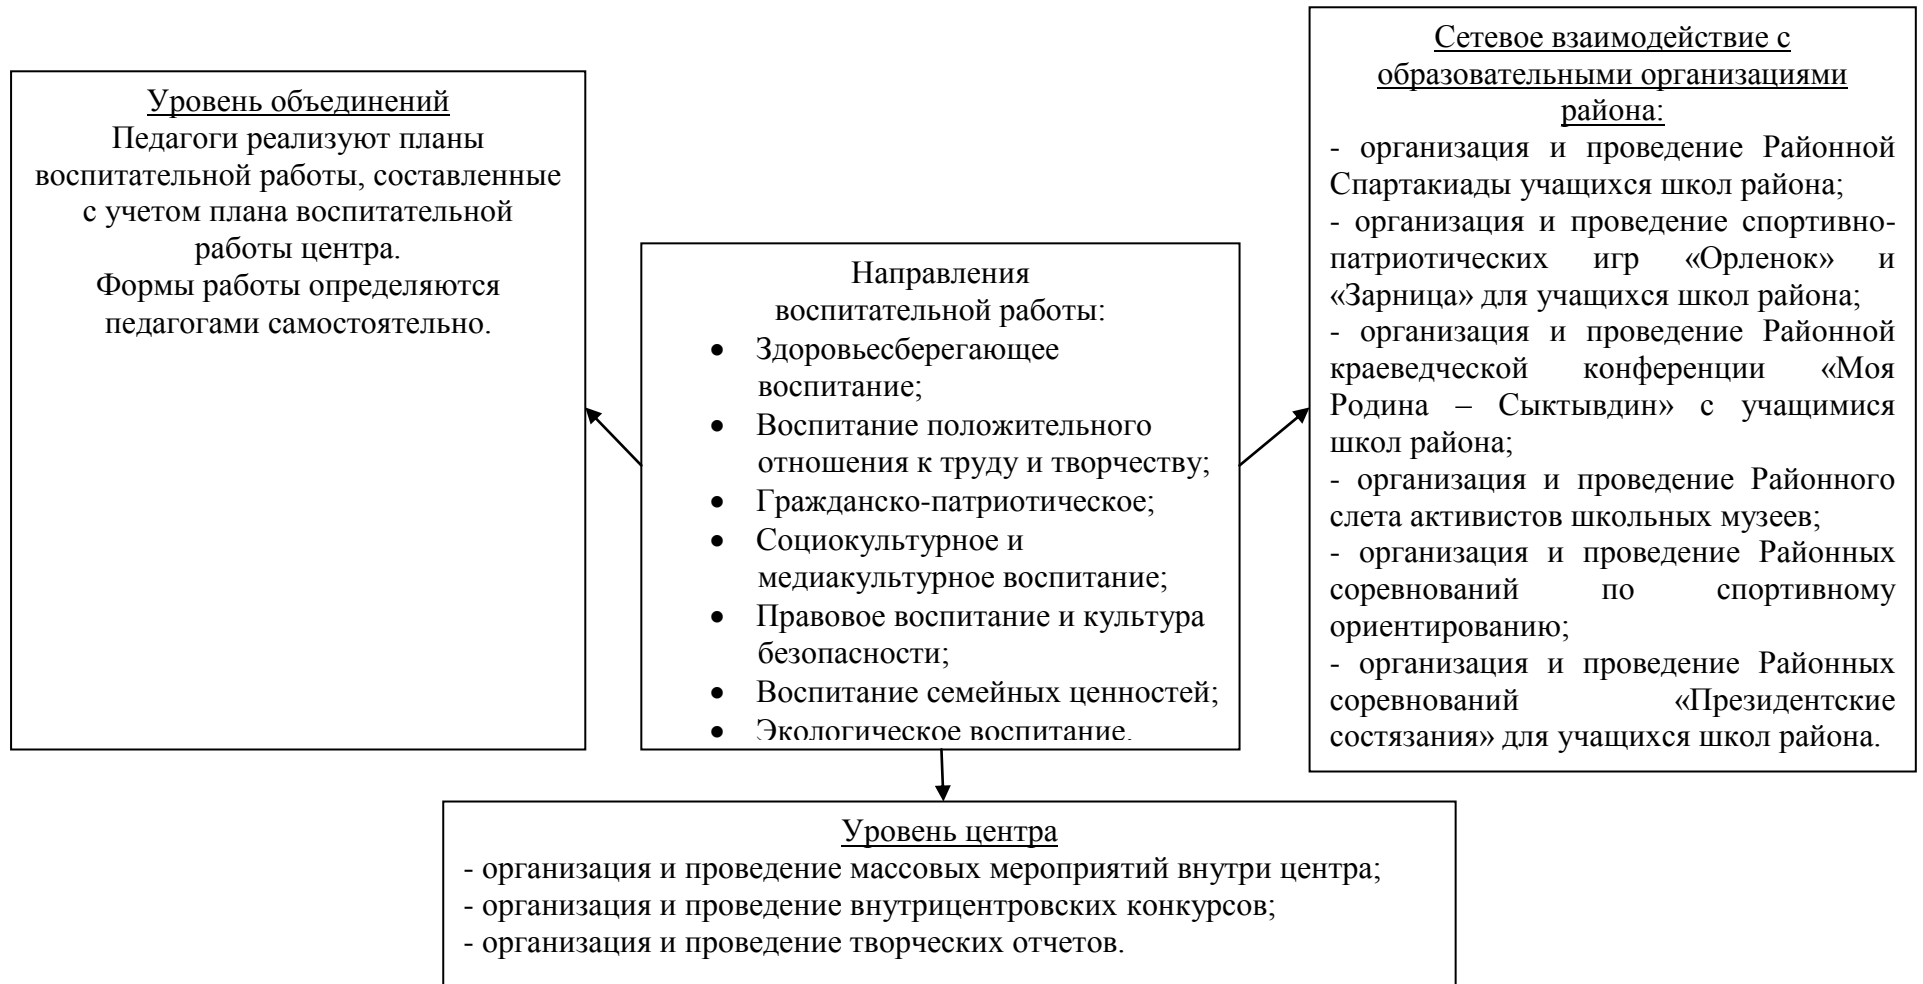 Уровень объединений
Педагоги реализуют планы
воспитательной работы, составленные
с учетом плана воспитательной
работы центра.
Формы работы определяются
педагогами самостоятельно.
Направления
воспитательной работы:
• Здоровьесберегающее
воспитание;
• Воспитание положительного
отношения к труду и творчеству;
• Гражданско-патриотическое;
• Социокультурное и
медиакультурное воспитание;
• Правовое воспитание и культура
безопасности;
• Воспитание семейных ценностей;
• Экологическое воспитание.
Сетевое взаимодействие с
образовательными организациями
района:
- организация и проведение Районной
Спартакиады учащихся школ района;
- организация и проведение спортивно-
патриотических игр «Орленок» и
«Зарница» для учащихся школ района;
- организация и проведение Районной
краеведческой конференции «Моя
Родина – Сыктывдин» с учащимися
школ района;
- организация и проведение Районного
слета активистов школьных музеев;
- организация и проведение Районных
соревнований по спортивному
ориентированию;
- организация и проведение Районных
соревнований «Президентские
состязания» для учащихся школ района.
Уровень центра
- организация и проведение массовых мероприятий внутри центра;
- организация и проведение внутрицентровских конкурсов;
- организация и проведение творческих отчетов.